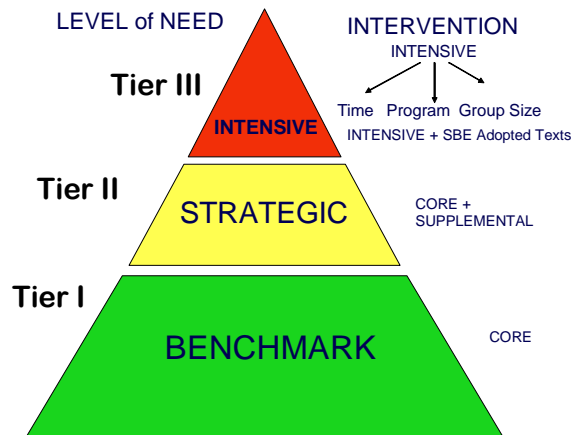 LEVEL of NEED
INTERVENTION
INTENSIVE
Tier III
Time Program Group Size
INTENSIVE
INTENSIVE + SBE Adopted Texts
Tier II
STRATEGIC
CORE +
SUPPLEMENTAL
Tier I
BENCHMARK
CORE